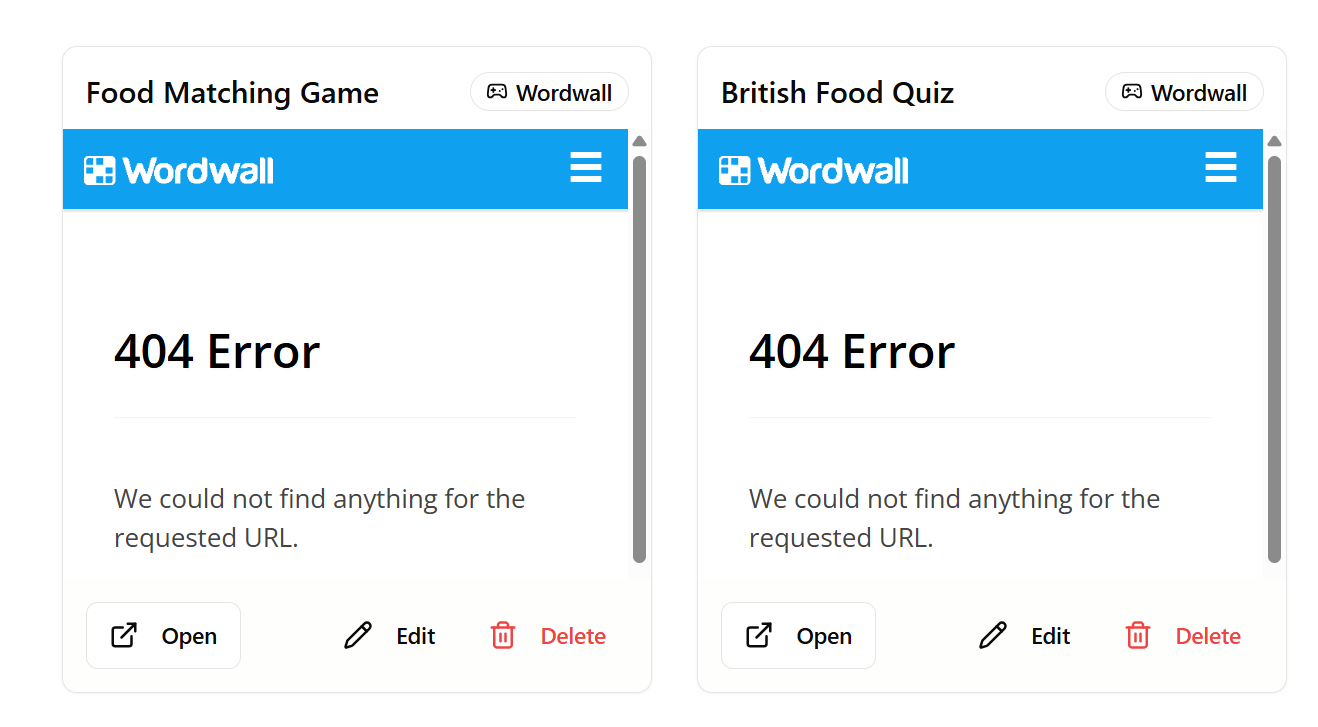 Food Matching Game
Wordwall
Wordwall
404 Error
We could not find anything for the
requested URL.
Open
Edit
Delete
British Food Quiz
Wordwall
Wordwall
404 Error
We could not find anything for the
requested URL.
Open
Edit
Delete